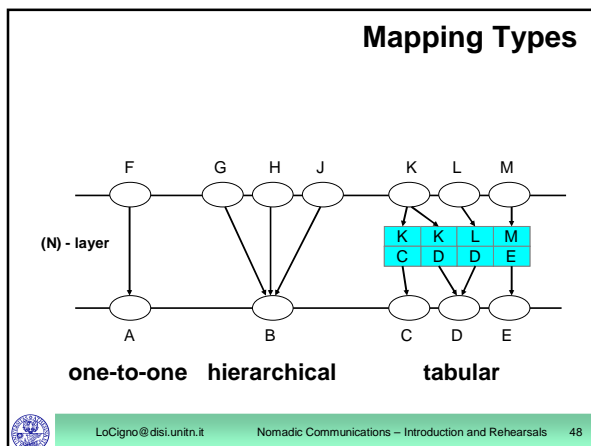 Mapping Types
F G H J K L M
(N) - layer
K K L M
C D D E
A B C D E
one-to-one hierarchical tabular
LoCigno@disi.unitn.it Nomadic Communications – Introduction and Rehearsals 48